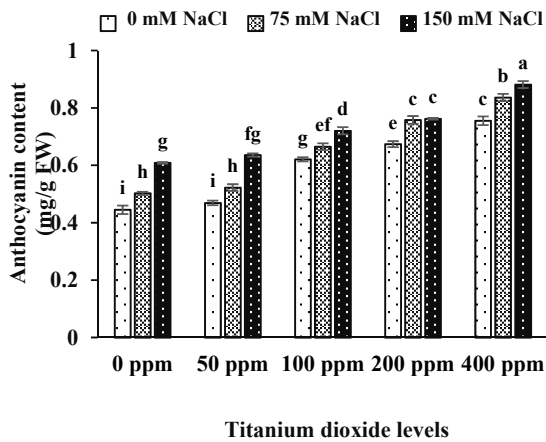 0 mM NaCl 75 mM NaCl 150 mM NaCl
Anthocyanin content
(mg/g FW)
1
0.8
0.6
0.4
0.2
0
i h g
i h fg
g ef d
e c c
c b a
0 ppm 50 ppm 100 ppm 200 ppm 400 ppm
Titanium dioxide levels